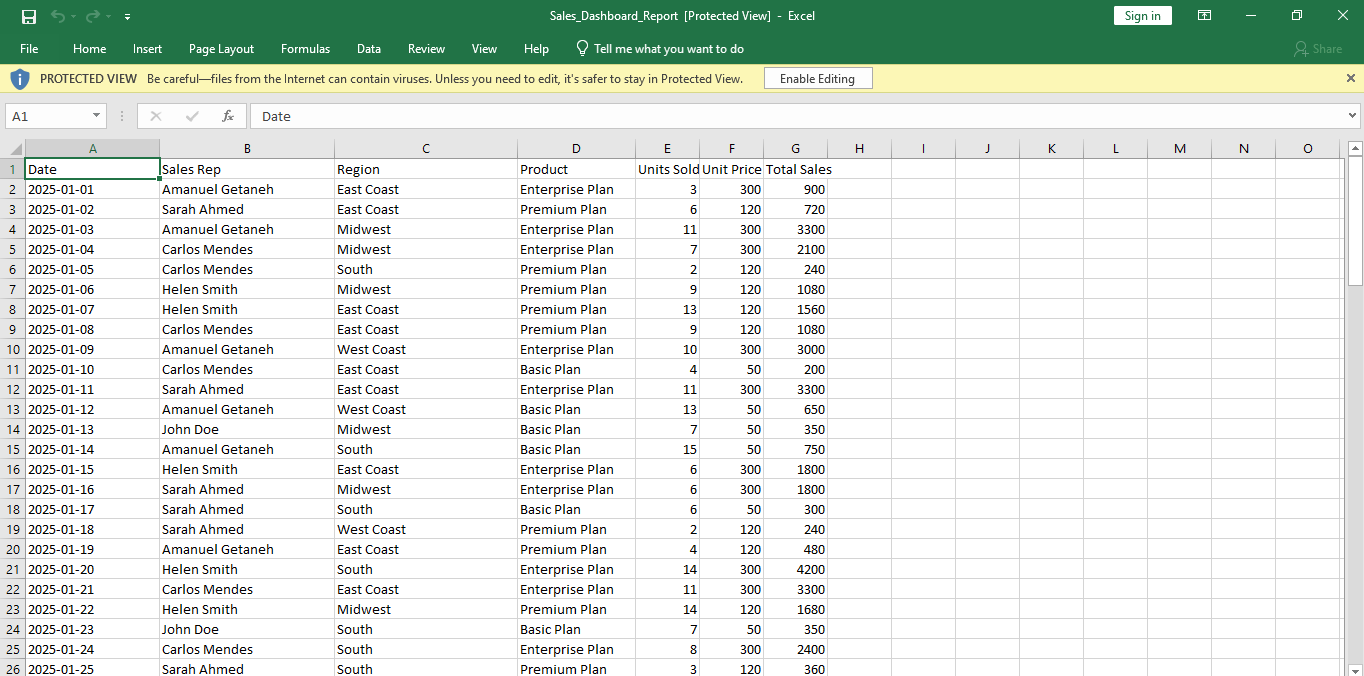 Sales_Dashboard_Report [Protected View] - Excel Sign in
File Home Insert Page Layout Formulas Data Review View Help Tell me what you want to do Share
PROTECTED VIEW Be careful—files from the Internet can contain viruses. Unless you need to edit, it's safer to stay in Protected View. Enable Editing
A1 fx Date
A B C D E F G H I J K L M N O
1 Date Sales Rep Region Product Units Sold Unit Price Total Sales
2 2025-01-01 Amanuel Getaneh East Coast Enterprise Plan 3 300 900
3 2025-01-02 Sarah Ahmed East Coast Premium Plan 6 120 720
4 2025-01-03 Amanuel Getaneh Midwest Enterprise Plan 11 300 3300
5 2025-01-04 Carlos Mendes Midwest Enterprise Plan 7 300 2100
6 2025-01-05 Carlos Mendes South Premium Plan 2 120 240
7 2025-01-06 Helen Smith Midwest Premium Plan 9 120 1080
8 2025-01-07 Helen Smith East Coast Premium Plan 13 120 1560
9 2025-01-08 Carlos Mendes East Coast Premium Plan 9 120 1080
10 2025-01-09 Amanuel Getaneh West Coast Enterprise Plan 10 300 3000
11 2025-01-10 Carlos Mendes East Coast Basic Plan 4 50 200
12 2025-01-11 Sarah Ahmed East Coast Enterprise Plan 11 300 3300
13 2025-01-12 Amanuel Getaneh West Coast Basic Plan 13 50 650
14 2025-01-13 John Doe Midwest Basic Plan 7 50 350
15 2025-01-14 Amanuel Getaneh South Basic Plan 15 50 750
16 2025-01-15 Helen Smith East Coast Enterprise Plan 6 300 1800
17 2025-01-16 Sarah Ahmed Midwest Enterprise Plan 6 300 1800
18 2025-01-17 Sarah Ahmed South Basic Plan 6 50 300
19 2025-01-18 Sarah Ahmed West Coast Premium Plan 2 120 240
20 2025-01-19 Amanuel Getaneh East Coast Premium Plan 4 120 480
21 2025-01-20 Helen Smith South Enterprise Plan 14 300 4200
22 2025-01-21 Carlos Mendes East Coast Enterprise Plan 11 300 3300
23 2025-01-22 Helen Smith Midwest Premium Plan 14 120 1680
24 2025-01-23 John Doe South Basic Plan 7 50 350
25 2025-01-24 Carlos Mendes South Enterprise Plan 8 300 2400
26 2025-01-25 Sarah Ahmed South Premium Plan 3 120 360